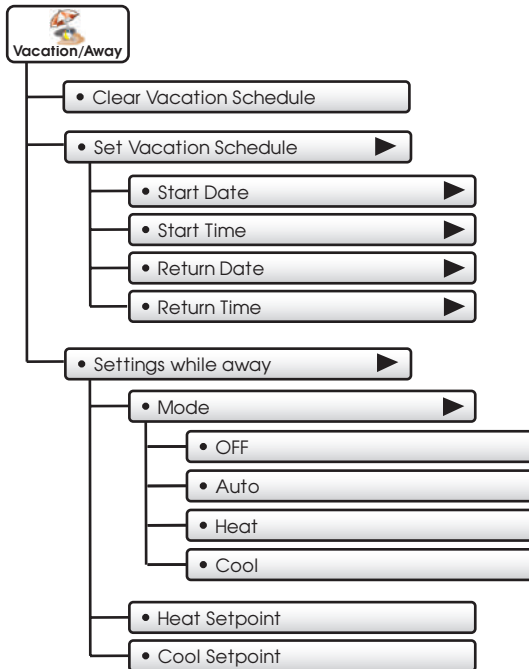 Vacation/Away
• Clear Vacation Schedule
• Set Vacation Schedule
• Start Date
• Start Time
• Return Date
• Return Time
• Settings while away
• Mode
• OFF
• Auto
• Heat
• Cool
• Heat Setpoint
• Cool Setpoint